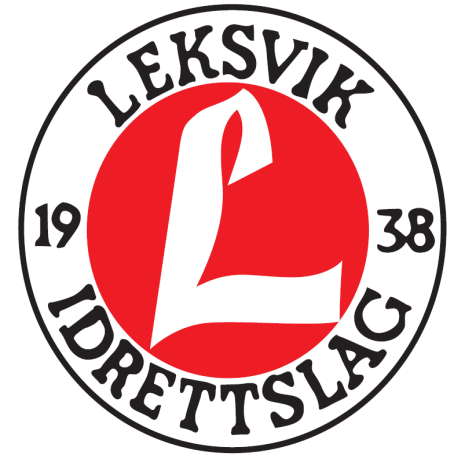 LEKSVIK
19 38
L
IDRETTSLAG